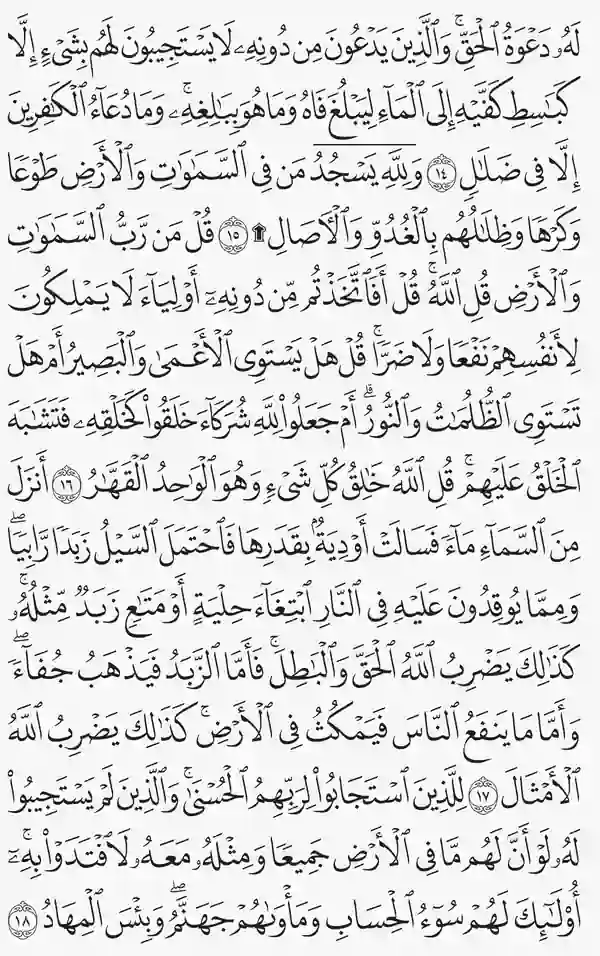 لَهُۥ دَعْوَةُ ٱلْحَقِّ ۖ وَٱلَّذِينَ يَدْعُونَ مِن دُونِهِۦ لَا يَسْتَجِيبُونَ لَهُم بِشَىْءٍ إِلَّا
كَبَـٰسِطِ كَفَّيْهِ إِلَى ٱلْمَآءِ لِيَبْلُغَ فَاهُ وَمَا هُوَ بِبَـٰلِغِهِۦ ۚ وَمَا دُعَآءُ ٱلْكَـٰفِرِينَ
إِلَّا فِى ضَلَـٰلٍ ١٤ وَلِلَّهِ يَسْجُدُ مَن فِى ٱلسَّمَـٰوَٰتِ وَٱلْأَرْضِ طَوْعًا
وَكَرْهًا وَظِلَـٰلُهُم بِٱلْغُدُوِّ وَٱلْـَٔاصَالِ ۩ ١٥ قُلْ مَن رَّبُّ ٱلسَّمَـٰوَٰتِ
وَٱلْأَرْضِ قُلِ ٱللَّهُ ۚ قُلْ أَفَٱتَّخَذْتُم مِّن دُونِهِۦٓ أَوْلِيَآءَ لَا يَمْلِكُونَ
لِأَنفُسِهِمْ نَفْعًا وَلَا ضَرًّا ۚ قُلْ هَلْ يَسْتَوِى ٱلْأَعْمَىٰ وَٱلْبَصِيرُ أَمْ هَلْ
تَسْتَوِى ٱلظُّلُمَـٰتُ وَٱلنُّورُ ۗ أَمْ جَعَلُوا۟ لِلَّهِ شُرَكَآءَ خَلَقُوا۟ كَخَلْقِهِۦ فَتَشَـٰبَهَ
ٱلْخَلْقُ عَلَيْهِمْ ۚ قُلِ ٱللَّهُ خَـٰلِقُ كُلِّ شَىْءٍ وَهُوَ ٱلْوَٰحِدُ ٱلْقَهَّـٰرُ ١٦ أَنزَلَ
مِنَ ٱلسَّمَآءِ مَآءً فَسَالَتْ أَوْدِيَةٌۢ بِقَدَرِهَا فَٱحْتَمَلَ ٱلسَّيْلُ زَبَدًا رَّابِيًا ۚ
وَمِمَّا يُوقِدُونَ عَلَيْهِ فِى ٱلنَّارِ ٱبْتِغَآءَ حِلْيَةٍ أَوْ مَتَـٰعٍ زَبَدٌ مِّثْلُهُۥ ۚ
كَذَٰلِكَ يَضْرِبُ ٱللَّهُ ٱلْحَقَّ وَٱلْبَـٰطِلَ ۚ فَأَمَّا ٱلزَّبَدُ فَيَذْهَبُ جُفَآءً ۖ
وَأَمَّا مَا يَنفَعُ ٱلنَّاسَ فَيَمْكُثُ فِى ٱلْأَرْضِ ۚ كَذَٰلِكَ يَضْرِبُ ٱللَّهُ
ٱلْأَمْثَالَ ١٧ لِلَّذِينَ ٱسْتَجَابُوا۟ لِرَبِّهِمُ ٱلْحُسْنَىٰ ۚ وَٱلَّذِينَ لَمْ يَسْتَجِيبُوا۟
لَهُۥ لَوْ أَنَّ لَهُم مَّا فِى ٱلْأَرْضِ جَمِيعًا وَمِثْلَهُۥ مَعَهُۥ لَٱفْتَدَوْا۟ بِهِۦٓ ۚ
أُو۟لَـٰٓئِكَ لَهُمْ سُوٓءُ ٱلْحِسَابِ وَمَأْوَىٰهُمْ جَهَنَّمُ ۖ وَبِئْسَ ٱلْمِهَادُ ١٨